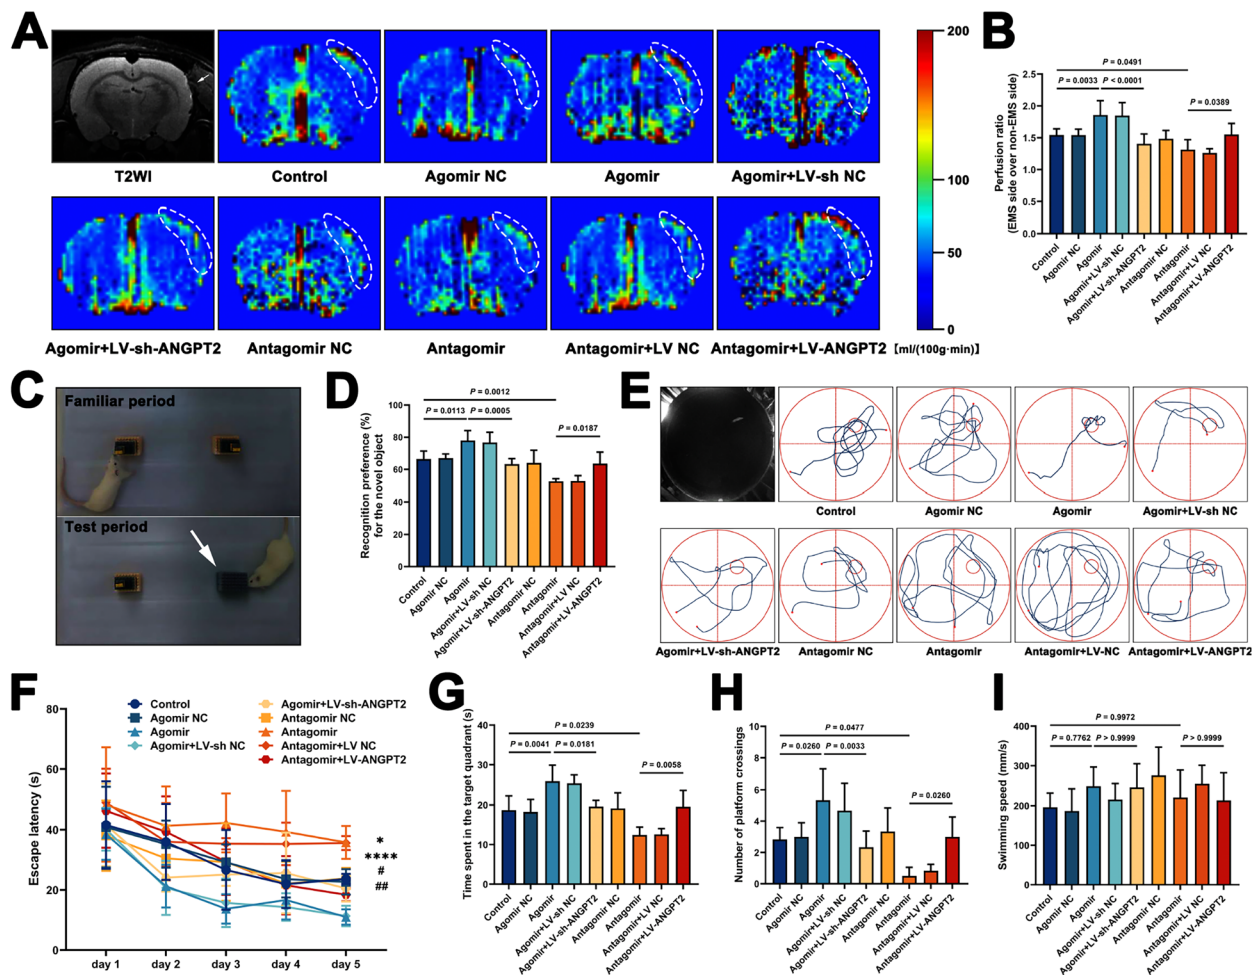 A
T2WI
Control
Agomir NC
Agomir
Agomir+LV-sh NC
Agomir+LV-sh-ANGPT2
Antagomir NC
Antagomir
Antagomir+LV NC
Antagomir+LV-ANGPT2
200
100
50
0
【ml/(100g·min)】
B
Perfusion ratio
(EMS side over non-EMS side)
2.5
2.0
1.5
1.0
0.5
0.0
P = 0.0491
P = 0.0033
P < 0.0001
P = 0.0389
Control
Agomir NC
Agomir
Agomir+LV-sh NC
Agomir+LV-sh-ANGPT2
Antagomir NC
Antagomir
Antagomir+LV NC
Antagomir+LV-ANGPT2
C
Familiar period
Test period
D
Recognition preference (%)
for the novel object
100
80
60
40
20
0
P = 0.0012
P = 0.0113
P = 0.0005
P = 0.0187
Control
Agomir NC
Agomir
Agomir+LV-sh NC
Agomir+LV-sh-ANGPT2
Antagomir NC
Antagomir
Antagomir+LV NC
Antagomir+LV-ANGPT2
E
Control
Agomir NC
Agomir
Agomir+LV-sh NC
Agomir+LV-sh-ANGPT2
Antagomir NC
Antagomir
Antagomir+LV-NC
Antagomir+LV-ANGPT2
F
Escape latency (s)
80
60
40
20
0
Control
Agomir NC
Agomir
Agomir+LV-sh NC
Agomir+LV-sh-ANGPT2
Antagomir NC
Antagomir
Antagomir+LV NC
Antagomir+LV-ANGPT2
*
****
#
##
day 1
day 2
day 3
day 4
day 5
G
Time spent in the target quadrant (s)
40
30
20
10
0
P = 0.0239
P = 0.0041
P = 0.0181
P = 0.0058
Control
Agomir NC
Agomir
Agomir+LV-sh NC
Agomir+LV-sh-ANGPT2
Antagomir NC
Antagomir
Antagomir+LV NC
Antagomir+LV-ANGPT2
H
Number of platform crossings
10
8
6
4
2
0
P = 0.0477
P = 0.0260
P = 0.0033
P = 0.0260
Control
Agomir NC
Agomir
Agomir+LV-sh NC
Agomir+LV-sh-ANGPT2
Antagomir NC
Antagomir
Antagomir+LV NC
Antagomir+LV-ANGPT2
I
Swimming speed (mm/s)
400
300
200
100
0
P = 0.9972
P = 0.7762
P > 0.9999
P > 0.9999
Control
Agomir NC
Agomir
Agomir+LV-sh NC
Agomir+LV-sh-ANGPT2
Antagomir NC
Antagomir
Antagomir+LV NC
Antagomir+LV-ANGPT2